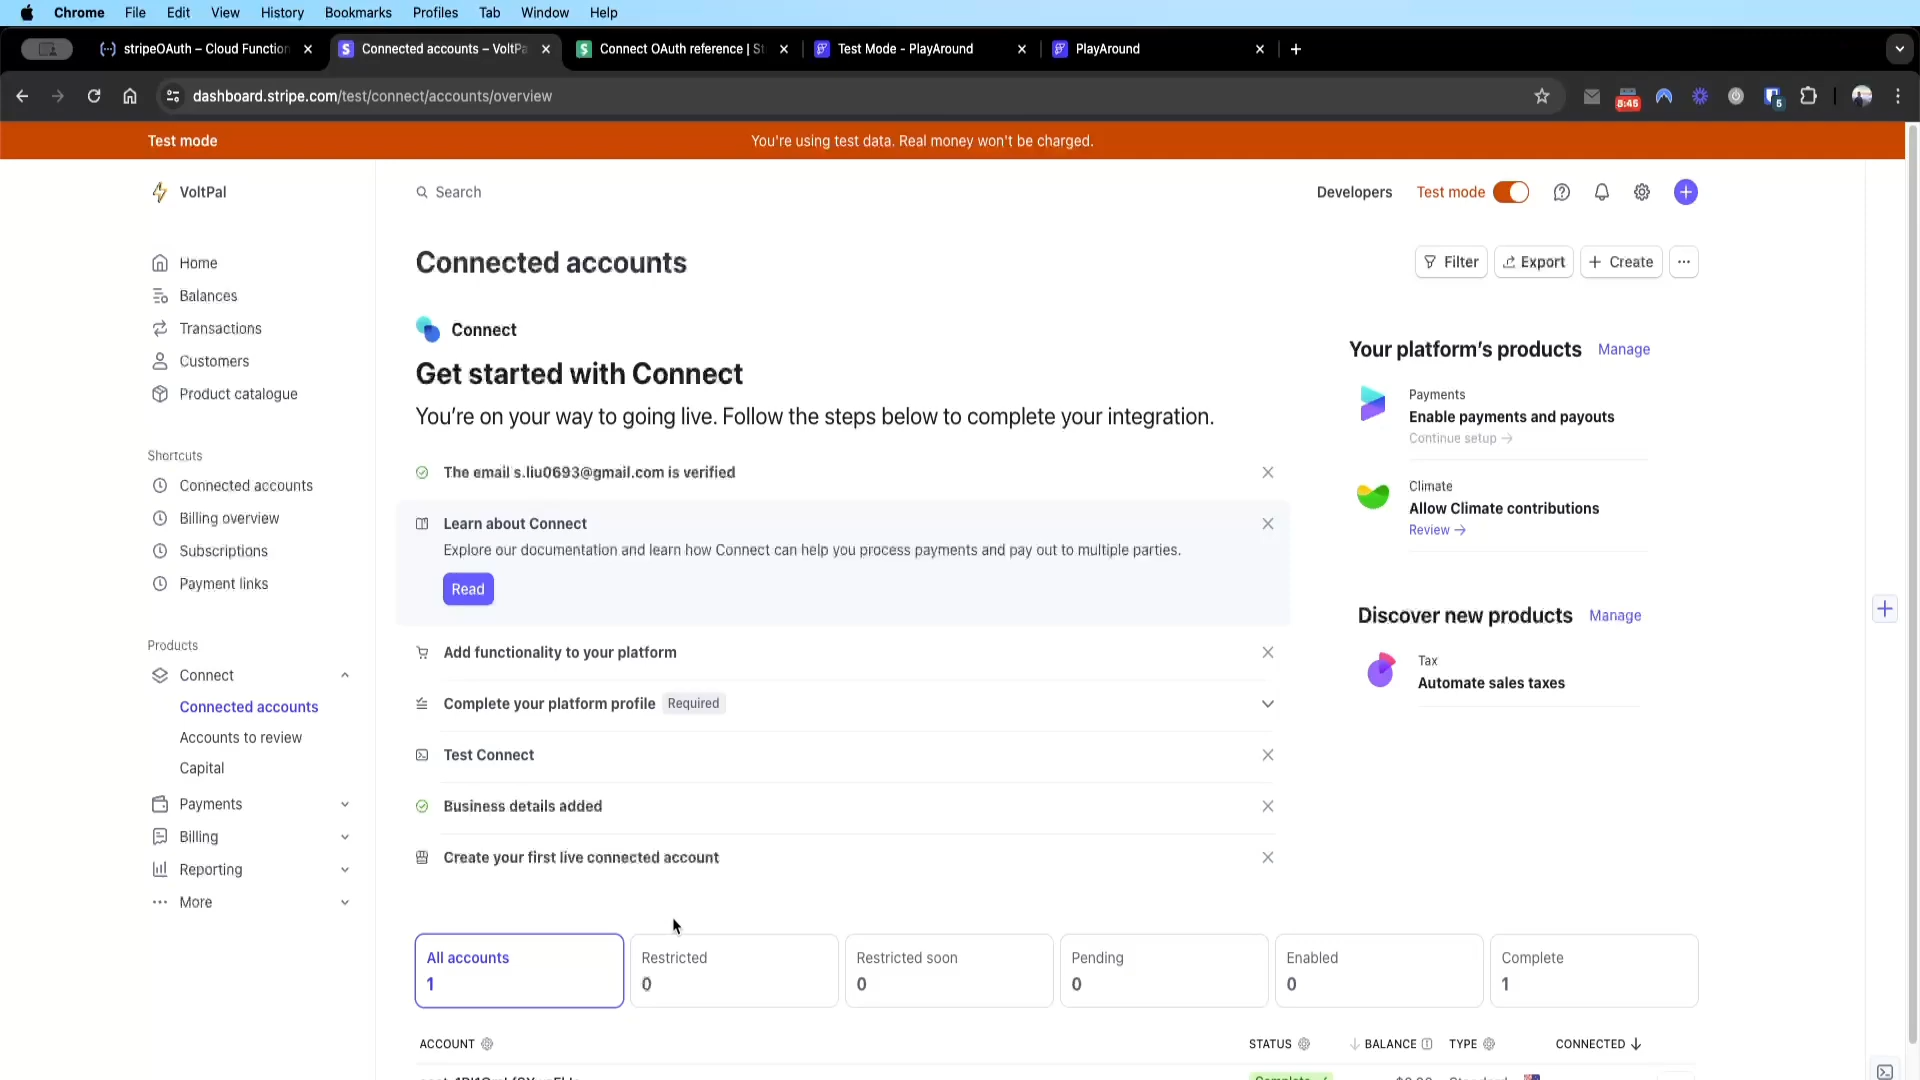 Chrome File Edit View History Bookmarks Profiles Tab Window Help
stripeOAuth – Cloud Function
Connected accounts – VoltPa
Connect OAuth reference | St
Test Mode - PlayAround
PlayAround
dashboard.stripe.com/test/connect/accounts/overview
8:45
5
Test mode
You're using test data. Real money won't be charged.
VoltPal
Search
Developers
Test mode
Home
Balances
Transactions
Customers
Product catalogue
Shortcuts
Connected accounts
Billing overview
Subscriptions
Payment links
Products
Connect
Connected accounts
Accounts to review
Capital
Payments
Billing
Reporting
More
Connected accounts
Filter
Export
Create
Connect
Get started with Connect
You're on your way to going live. Follow the steps below to complete your integration.
The email s.liu0693@gmail.com is verified
Learn about Connect
Explore our documentation and learn how Connect can help you process payments and pay out to multiple parties.
Read
Add functionality to your platform
Complete your platform profile Required
Test Connect
Business details added
Create your first live connected account
Your platform's products Manage
Payments
Enable payments and payouts
Continue setup →
Climate
Allow Climate contributions
Review →
Discover new products Manage
Tax
Automate sales taxes
All accounts
1
Restricted
0
Restricted soon
0
Pending
0
Enabled
0
Complete
1
ACCOUNT STATUS BALANCE TYPE CONNECTED